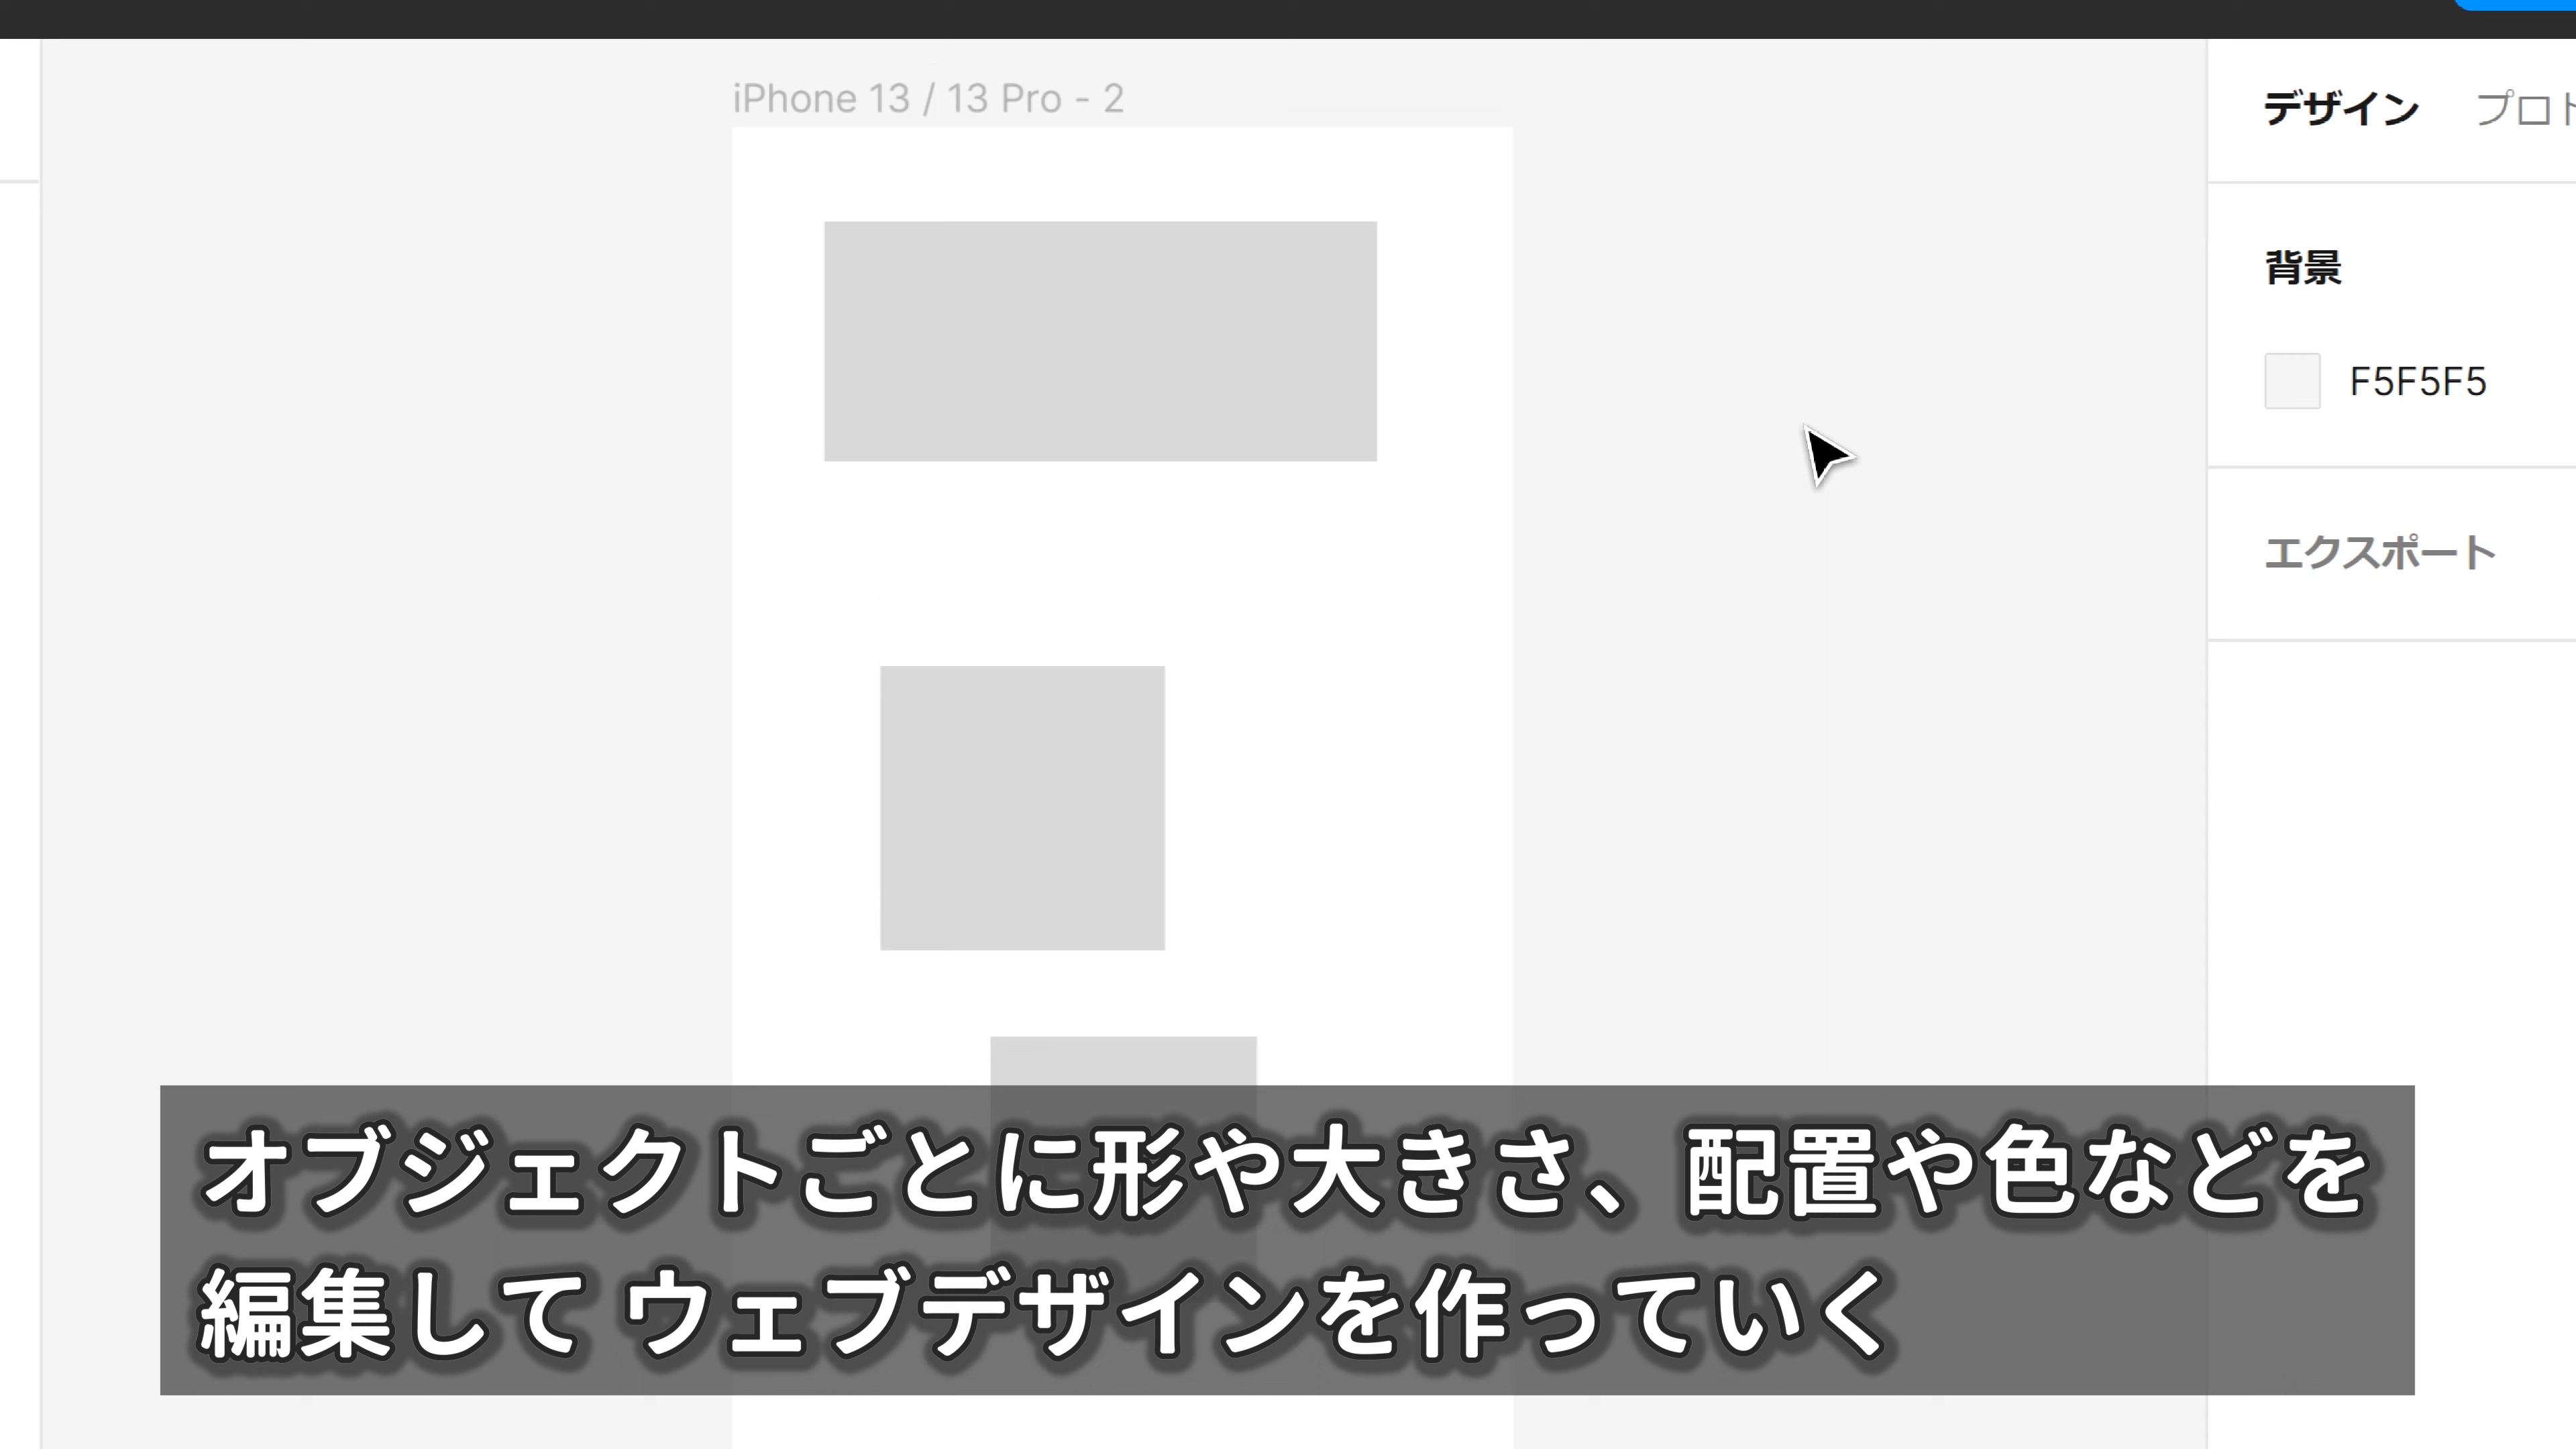 iPhone 13 / 13 Pro - 2
デザイン プロト
背景
F5F5F5
エクスポート
オブジェクトごとに形や大きさ、配置や色などを
編集して ウェブデザインを作っていく